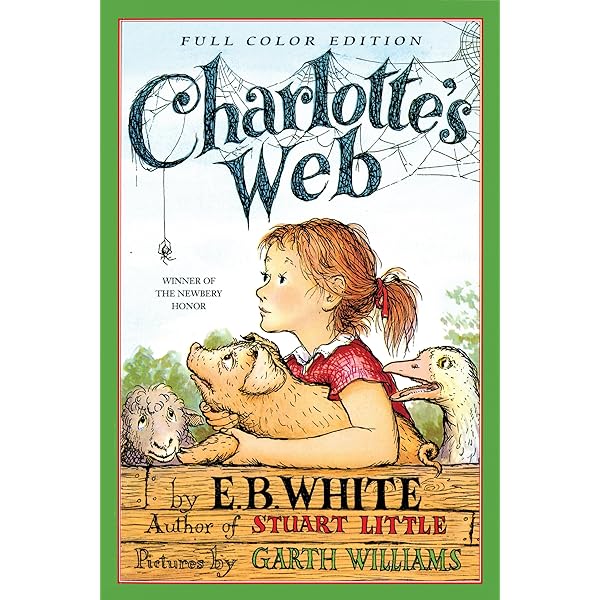 FULL COLOR EDITION
Charlotte's
Web
WINNER OF
THE NEWBERY
HONOR
by E.B. WHITE
Author of STUART LITTLE
Pictures by GARTH WILLIAMS